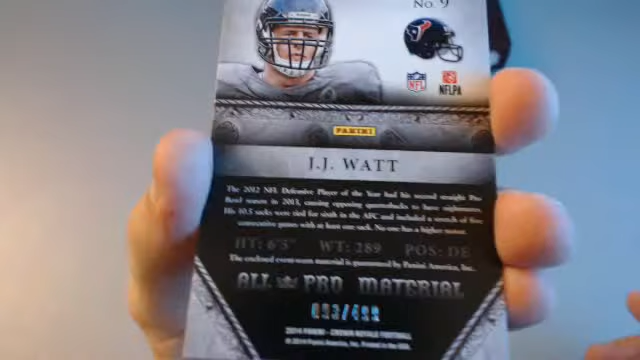 No. 9
NFL
NFLPA
PANINI
J.J. WATT
The 2012 NFL Defensive Player of the Year had his second straight Pro
Bowl season in 2013, causing opposing quarterbacks to have nightmares.
His 10.5 sacks were tied for sixth in the AFC and included a stretch of five
consecutive games with at least one sack. No one has a higher motor.
HT: 6'5" WT: 289 POS: DE
The enclosed event-worn material is guaranteed by Panini America, Inc.
ALL PRO MATERIAL
2014 PANINI - CROWN ROYALE FOOTBALL
© 2014 Panini America, Inc. Printed in the USA.